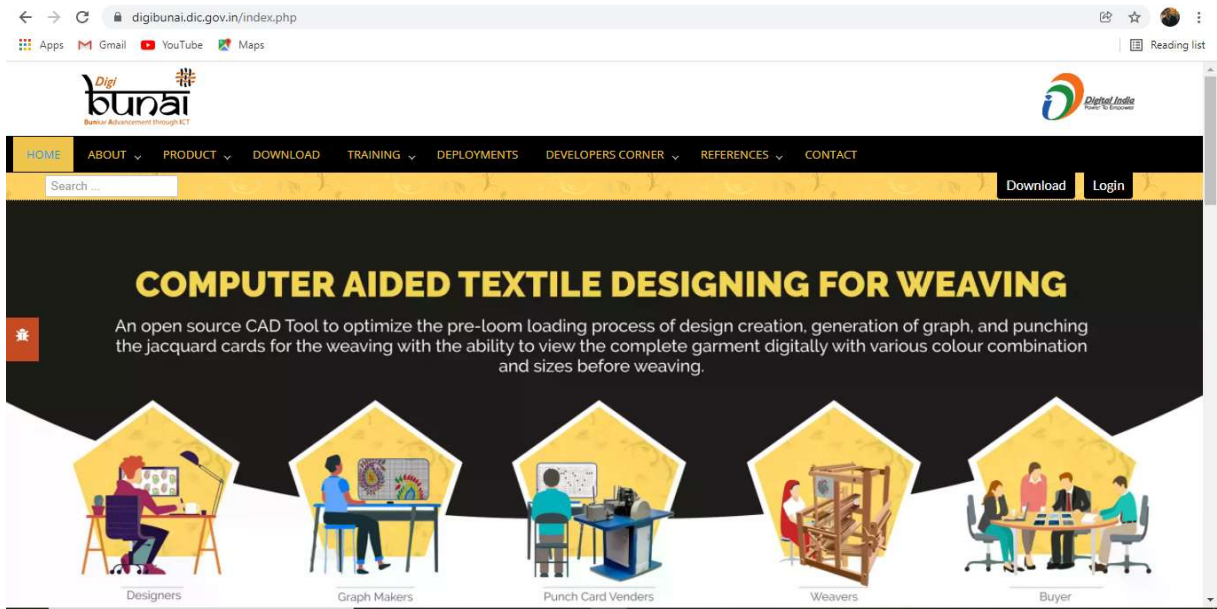 digibunai.dic.gov.in/index.php
Apps Gmail YouTube Maps Reading list
Digi
bunai
Bunkar Advancement through ICT
Digital India
Power To Empower
HOME ABOUT PRODUCT DOWNLOAD TRAINING DEPLOYMENTS DEVELOPERS CORNER REFERENCES CONTACT
Search ... Download Login
COMPUTER AIDED TEXTILE DESIGNING FOR WEAVING
An open source CAD Tool to optimize the pre-loom loading process of design creation, generation of graph, and punching
the jacquard cards for the weaving with the ability to view the complete garment digitally with various colour combination
and sizes before weaving.
Designers Graph Makers Punch Card Venders Weavers Buyer